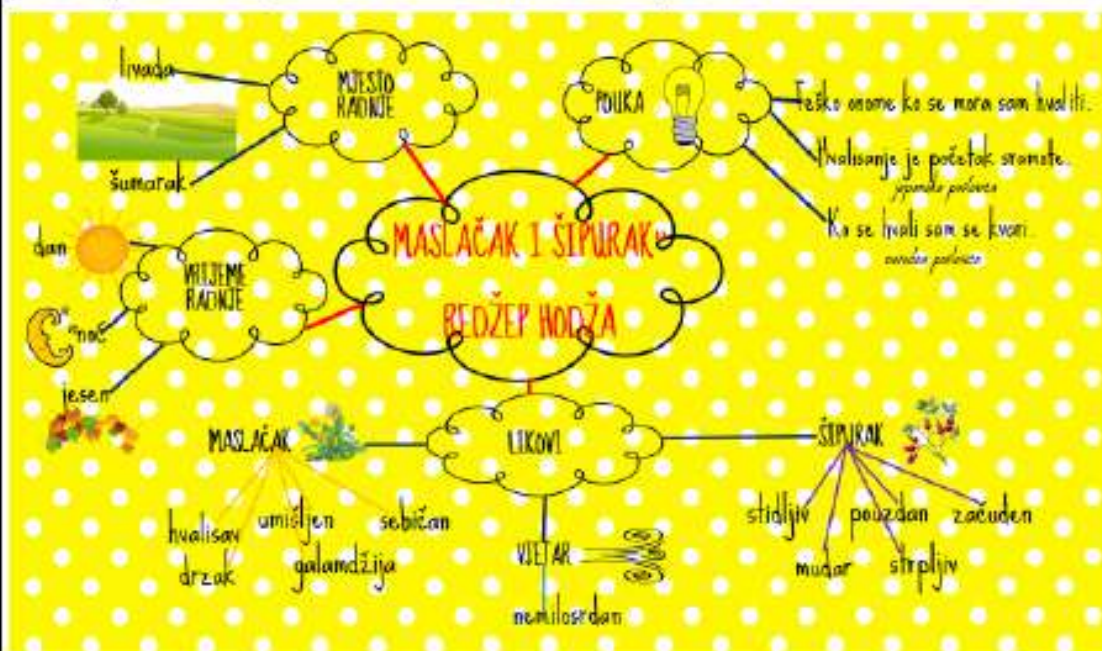 livada
MJESTO
RADNJE
šumarak
POUKA
Teško onome ko se mora sam hvaliti.
Hvalisanje je početak sramote.
japanska poslovica
Ko se hvali sam se kvari.
narodna poslovica
MASLAČAK I ŠIPURAK"
REDŽEP HODŽA
dan
VRIJEME
RADNJE
noć
jesen
LIKOVI
MASLAČAK
hvalisav
umišljen
sebičan
drzak
galamdžija
VJETAR
nemilosrdan
ŠIPURAK
stidljiv
pouzdan
začuđen
mudar
strpljiv